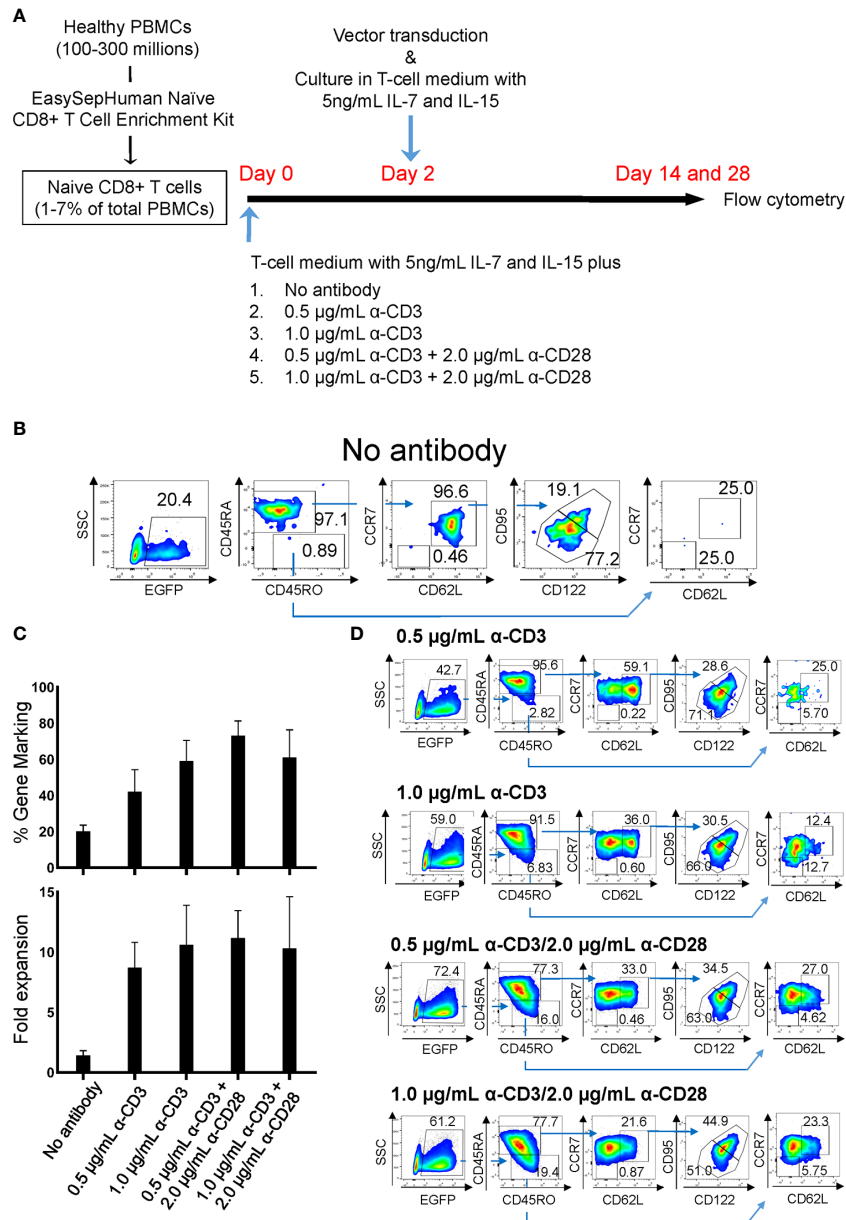 A
Healthy PBMCs
(100-300 millions)
EasySepHuman Naïve
CD8+ T Cell Enrichment Kit
Naive CD8+ T cells
(1-7% of total PBMCs)
Vector transduction
&
Culture in T-cell medium with
5ng/mL IL-7 and IL-15
Day 0
Day 2
Day 14 and 28
Flow cytometry
T-cell medium with 5ng/mL IL-7 and IL-15 plus
1. No antibody
2. 0.5 µg/mL α-CD3
3. 1.0 µg/mL α-CD3
4. 0.5 µg/mL α-CD3 + 2.0 µg/mL α-CD28
5. 1.0 µg/mL α-CD3 + 2.0 µg/mL α-CD28
B
No antibody
SSC
20.4
EGFP
CD45RA
97.1
0.89
CD45RO
CCR7
96.6
0.46
CD62L
CD95
19.1
77.2
CD122
CCR7
25.0
25.0
CD62L
C
% Gene Marking
100
80
60
40
20
0
Fold expansion
15
10
5
0
No antibody
0.5 µg/mL α-CD3
1.0 µg/mL α-CD3
0.5 µg/mL α-CD3 +
2.0 µg/mL α-CD28
1.0 µg/mL α-CD3 +
2.0 µg/mL α-CD28
D
0.5 µg/mL α-CD3
SSC
42.7
EGFP
CD45RA
95.6
2.82
CD45RO
CCR7
59.1
0.22
CD62L
CD95
28.6
71.1
CD122
CCR7
25.0
5.70
CD62L
1.0 µg/mL α-CD3
SSC
59.0
EGFP
CD45RA
91.5
6.83
CD45RO
CCR7
36.0
0.60
CD62L
CD95
30.5
66.0
CD122
CCR7
12.4
12.7
CD62L
0.5 µg/mL α-CD3/2.0 µg/mL α-CD28
SSC
72.4
EGFP
CD45RA
77.3
16.0
CD45RO
CCR7
33.0
0.46
CD62L
CD95
34.5
63.0
CD122
CCR7
27.0
4.62
CD62L
1.0 µg/mL α-CD3/2.0 µg/mL α-CD28
SSC
61.2
EGFP
CD45RA
77.7
19.4
CD45RO
CCR7
21.6
0.87
CD62L
CD95
44.9
51.0
CD122
CCR7
23.3
5.75
CD62L